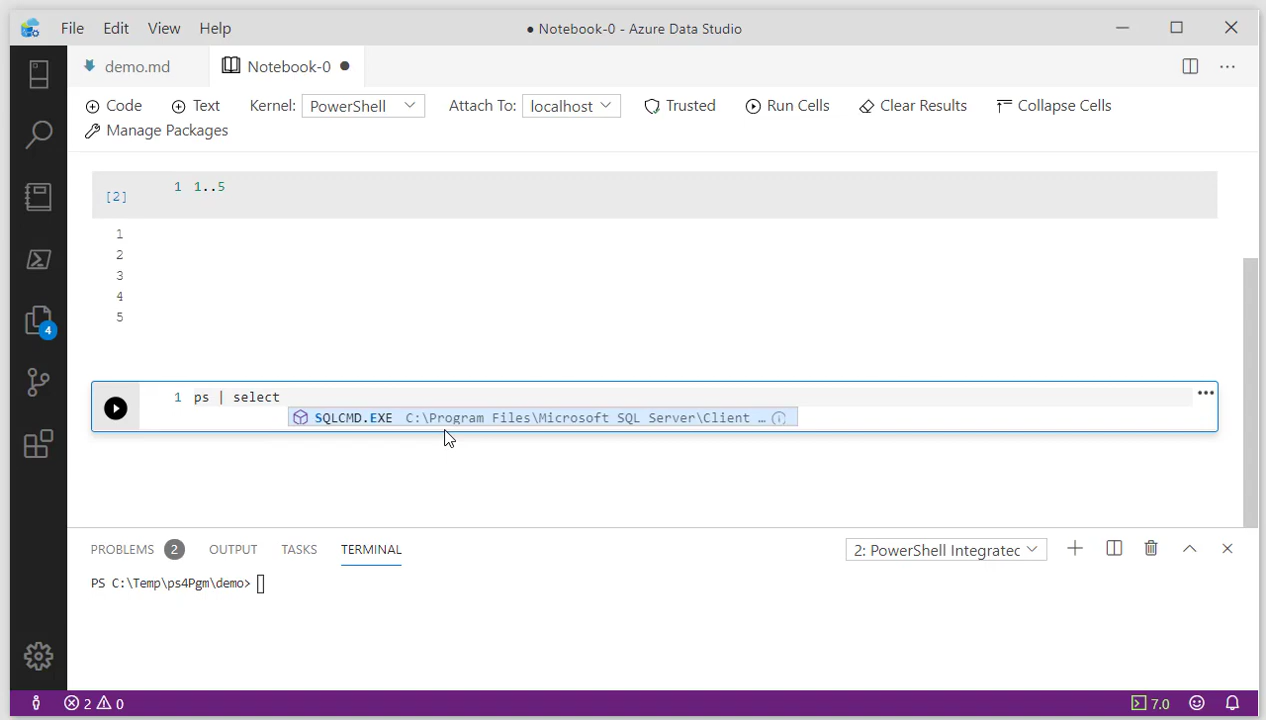 File Edit View Help ● Notebook-0 - Azure Data Studio
demo.md Notebook-0 ●
Code Text Kernel: PowerShell Attach To: localhost Trusted Run Cells Clear Results Collapse Cells
Manage Packages
[2] 1 1..5
1
2
3
4
5
1 ps | select
SQLCMD.EXE C:\Program Files\Microsoft SQL Server\Client …
4
PROBLEMS 2 OUTPUT TASKS TERMINAL 2: PowerShell Integratec
PS C:\Temp\ps4Pgm\demo>
2 0 7.0